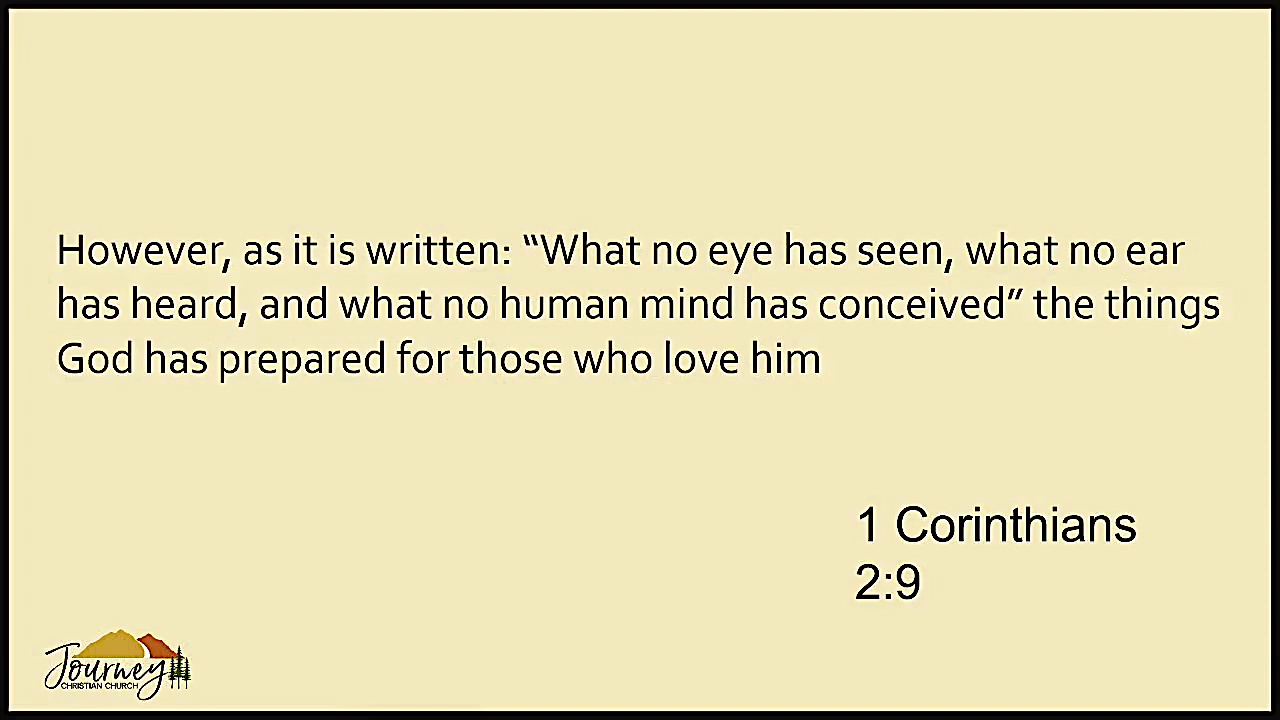 However, as it is written: “What no eye has seen, what no ear
has heard, and what no human mind has conceived” the things
God has prepared for those who love him
1 Corinthians
2:9
Journey
CHRISTIAN CHURCH